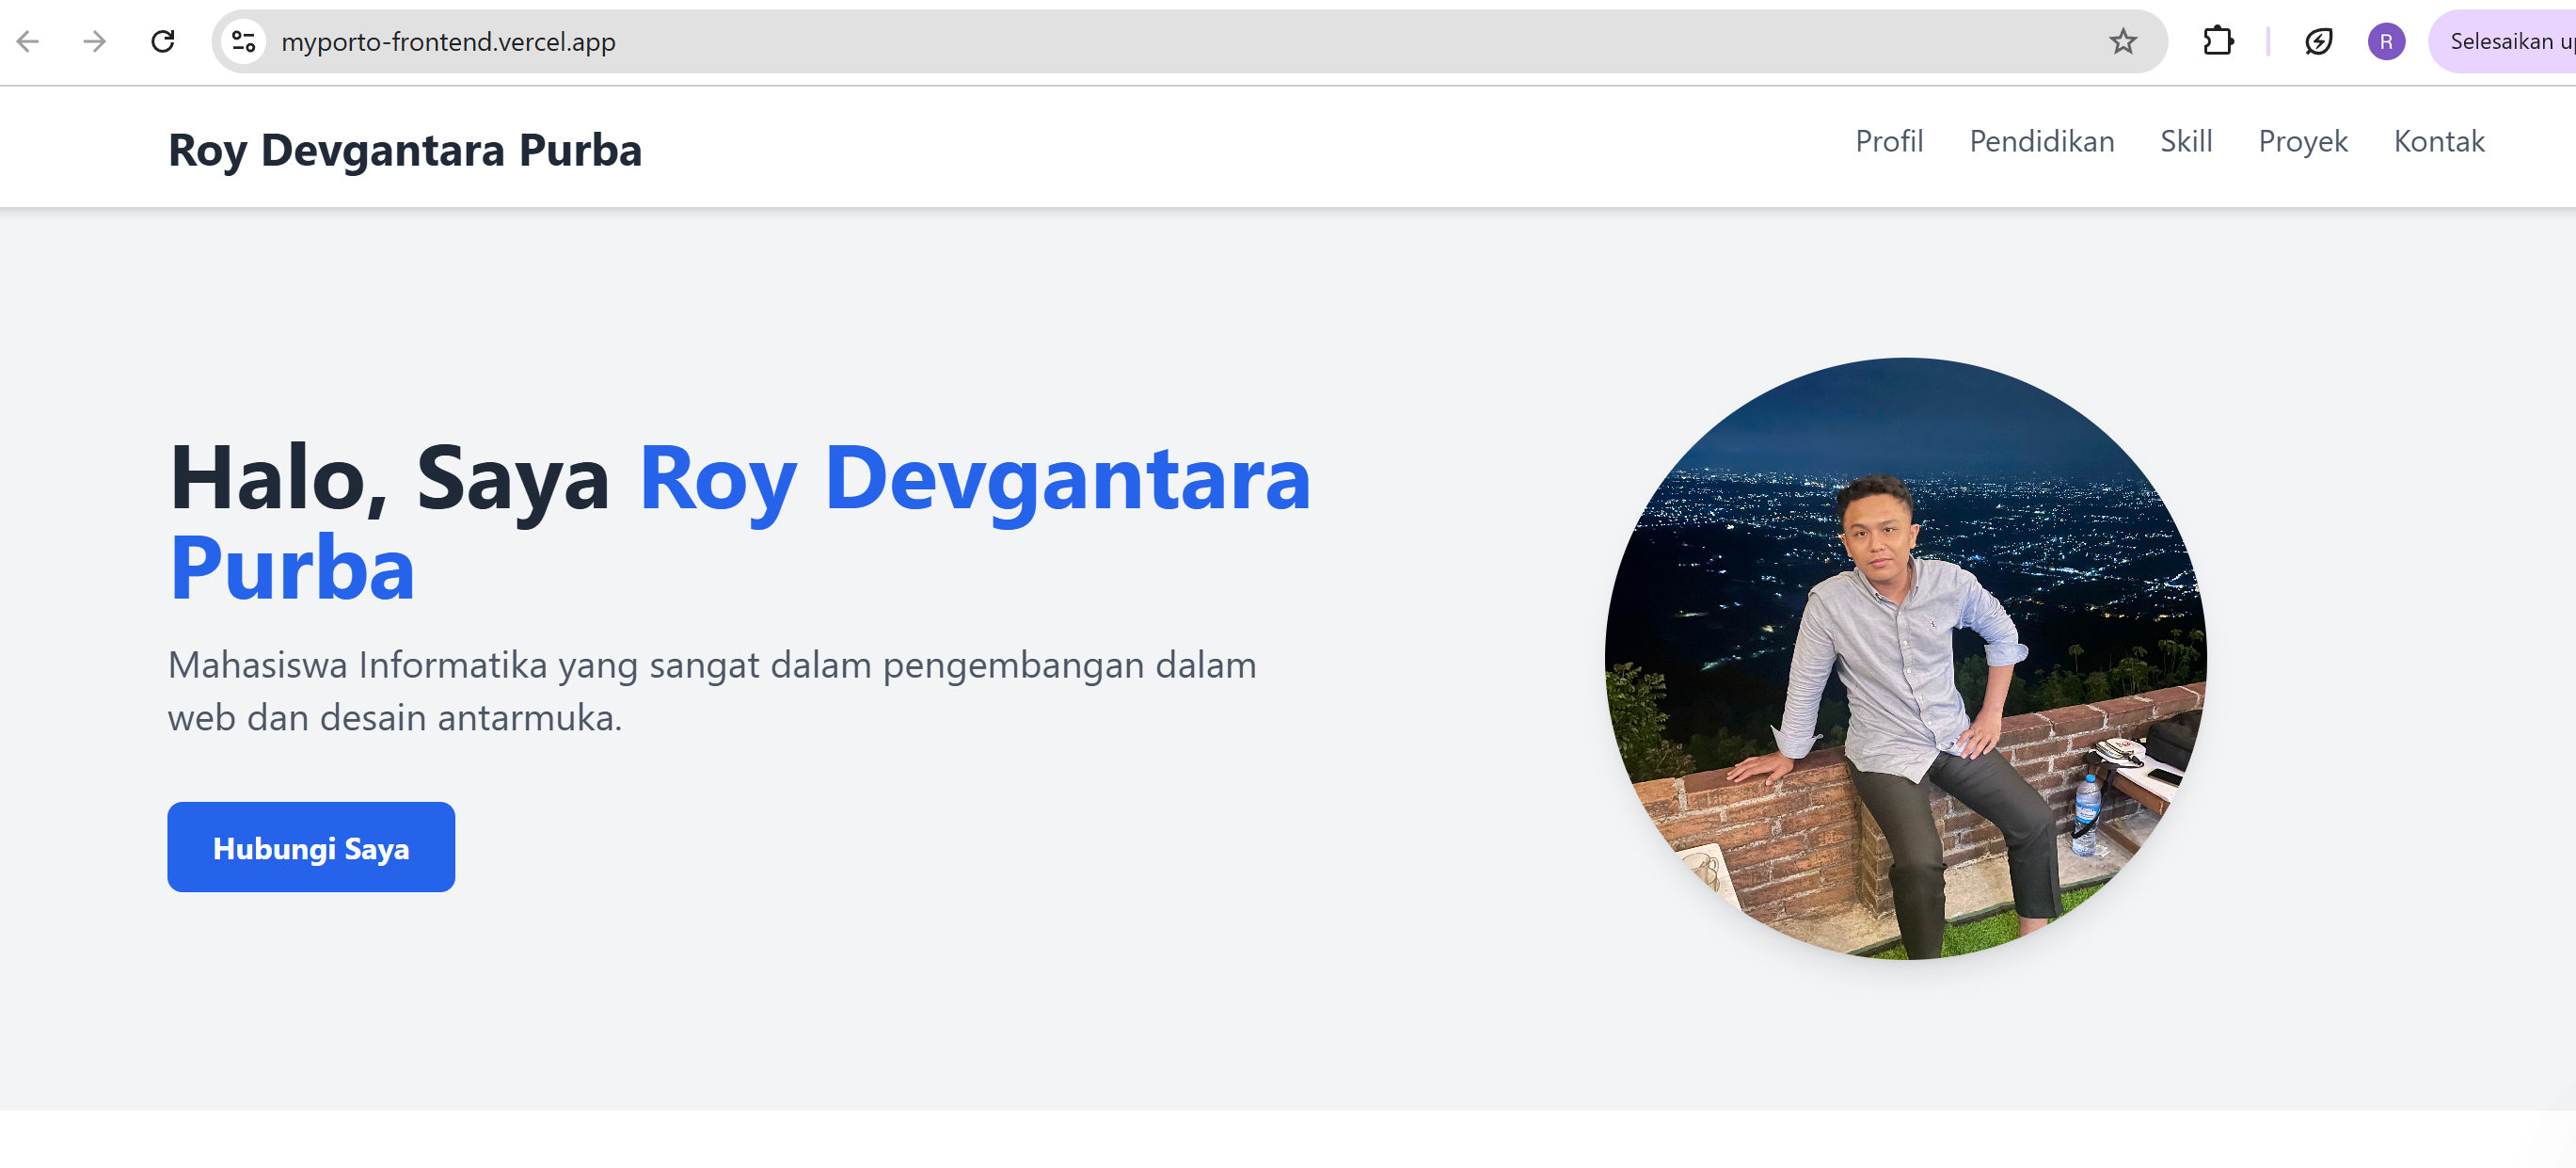 myporto-frontend.vercel.app
R
Selesaikan
Roy Devgantara Purba
Profil Pendidikan Skill Proyek Kontak
Halo, Saya Roy Devgantara
Purba
Mahasiswa Informatika yang sangat dalam pengembangan dalam
web dan desain antarmuka.
Hubungi Saya